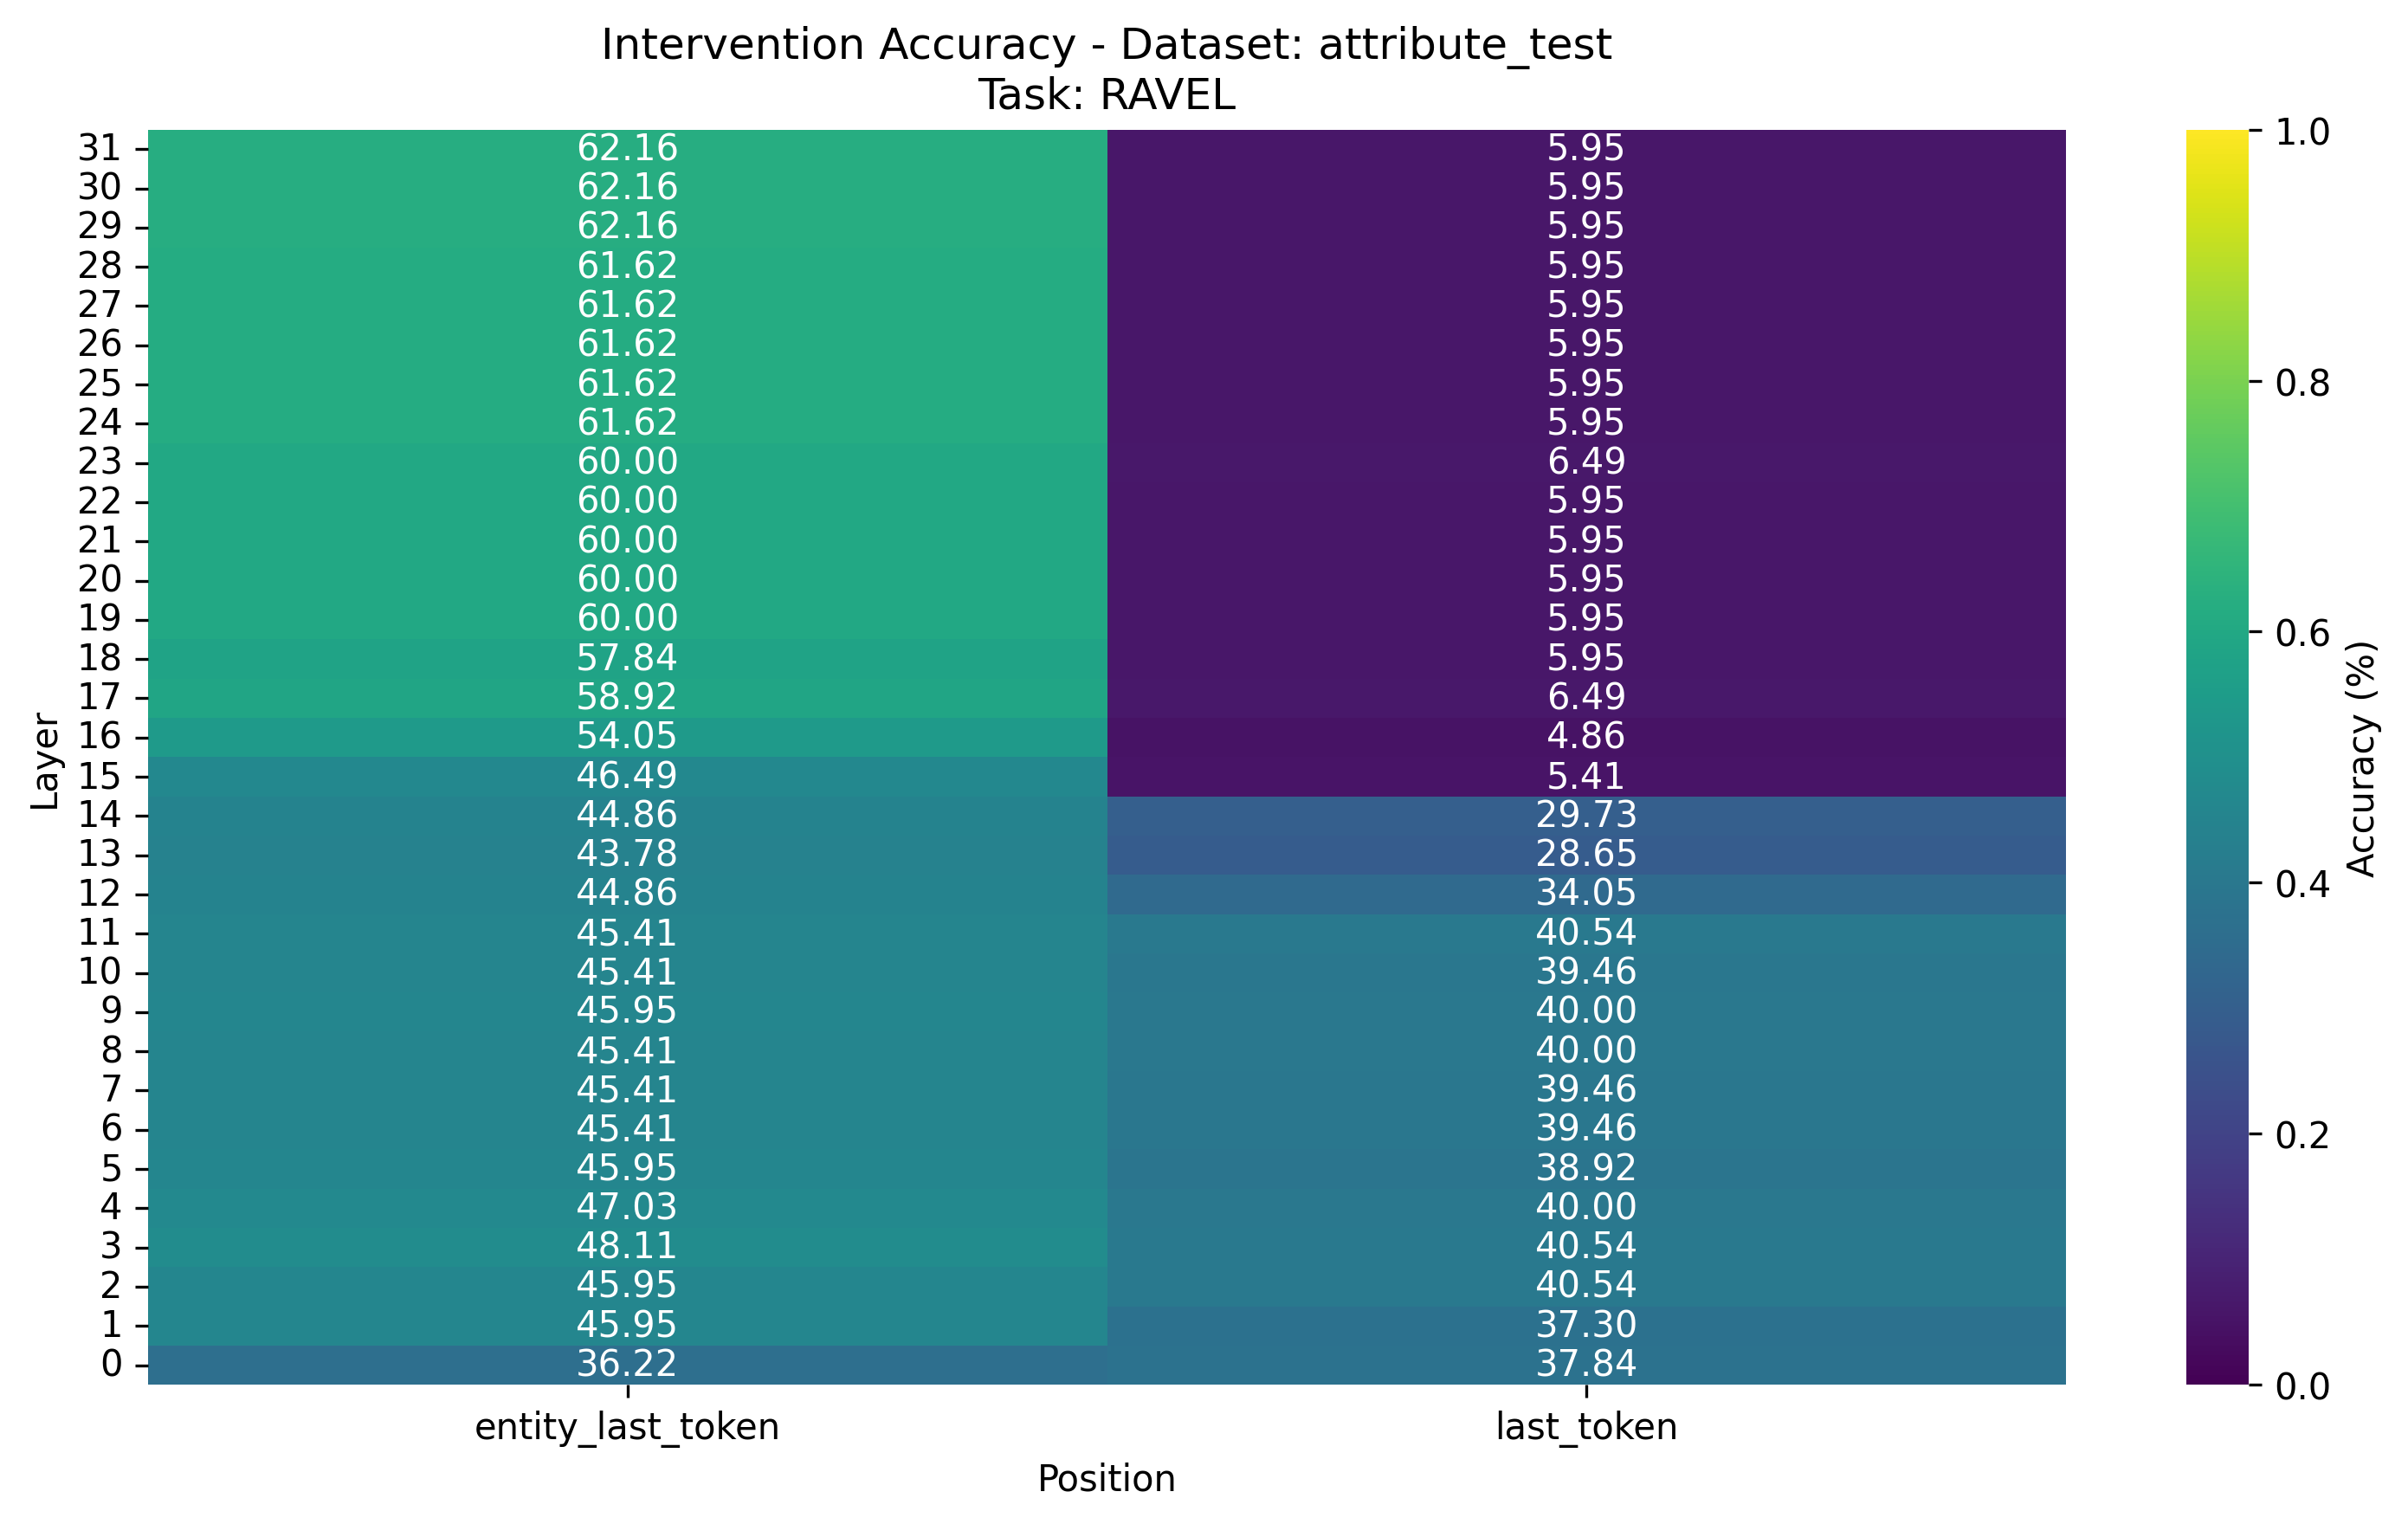 Intervention Accuracy - Dataset: attribute_test
Task: RAVEL
31 62.16 5.95
30 62.16 5.95
29 62.16 5.95
28 61.62 5.95
27 61.62 5.95
26 61.62 5.95
25 61.62 5.95
24 61.62 5.95
23 60.00 6.49
22 60.00 5.95
21 60.00 5.95
20 60.00 5.95
19 60.00 5.95
18 57.84 5.95
17 58.92 6.49
16 54.05 4.86
15 46.49 5.41
14 44.86 29.73
13 43.78 28.65
12 44.86 34.05
11 45.41 40.54
10 45.41 39.46
9 45.95 40.00
8 45.41 40.00
7 45.41 39.46
6 45.41 39.46
5 45.95 38.92
4 47.03 40.00
3 48.11 40.54
2 45.95 40.54
1 45.95 37.30
0 36.22 37.84
entity_last_token last_token
Position
Layer
1.0
0.8
0.6
0.4
0.2
0.0
Accuracy (%)